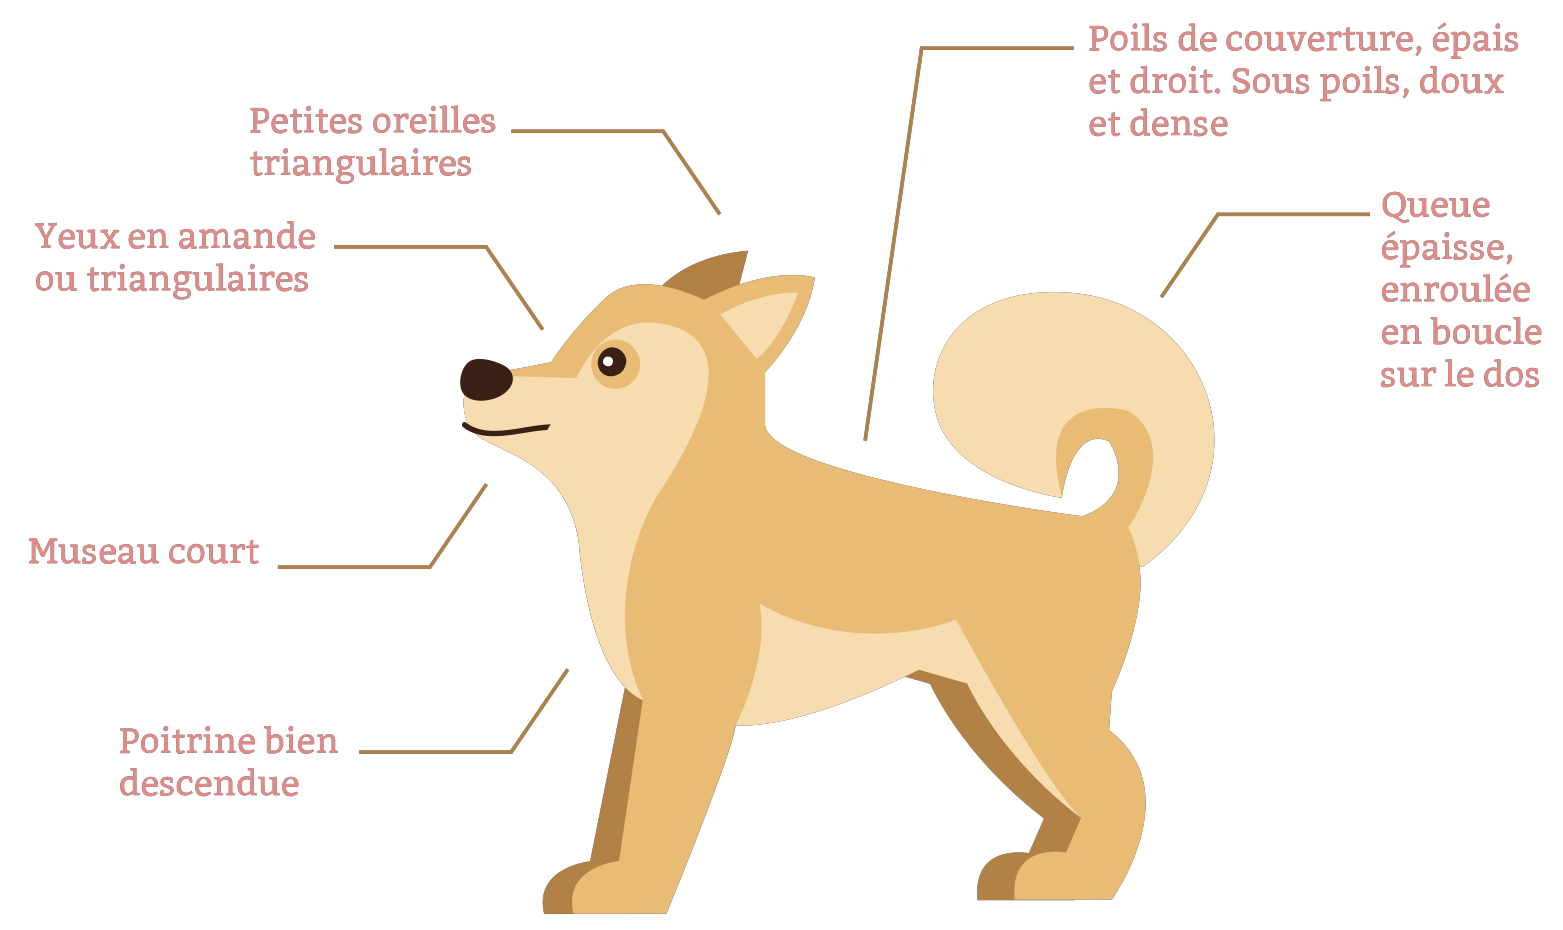 Poils de couverture, épais
et droit. Sous poils, doux
et dense
Petites oreilles
triangulaires
Queue
épaisse,
enroulée
en boucle
sur le dos
Yeux en amande
ou triangulaires
Museau court
Poitrine bien
descendue